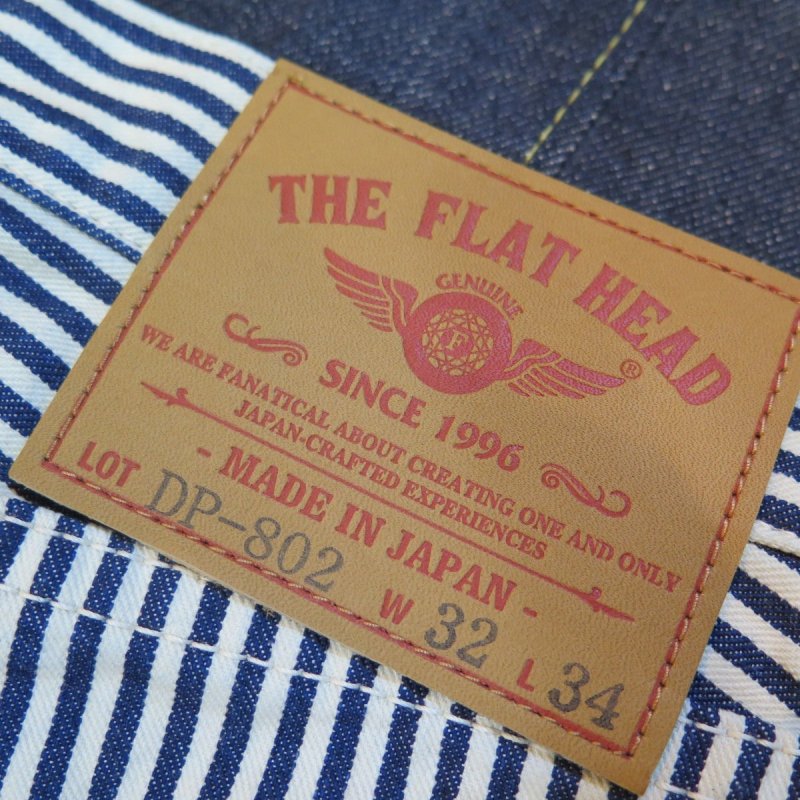 THE FLAT HEAD
GENUINE
F
®
SINCE 1996
WE ARE FANATICAL ABOUT CREATING ONE AND ONLY
JAPAN-CRAFTED EXPERIENCES
- MADE IN JAPAN -
LOT DP-802 W 32 L 34